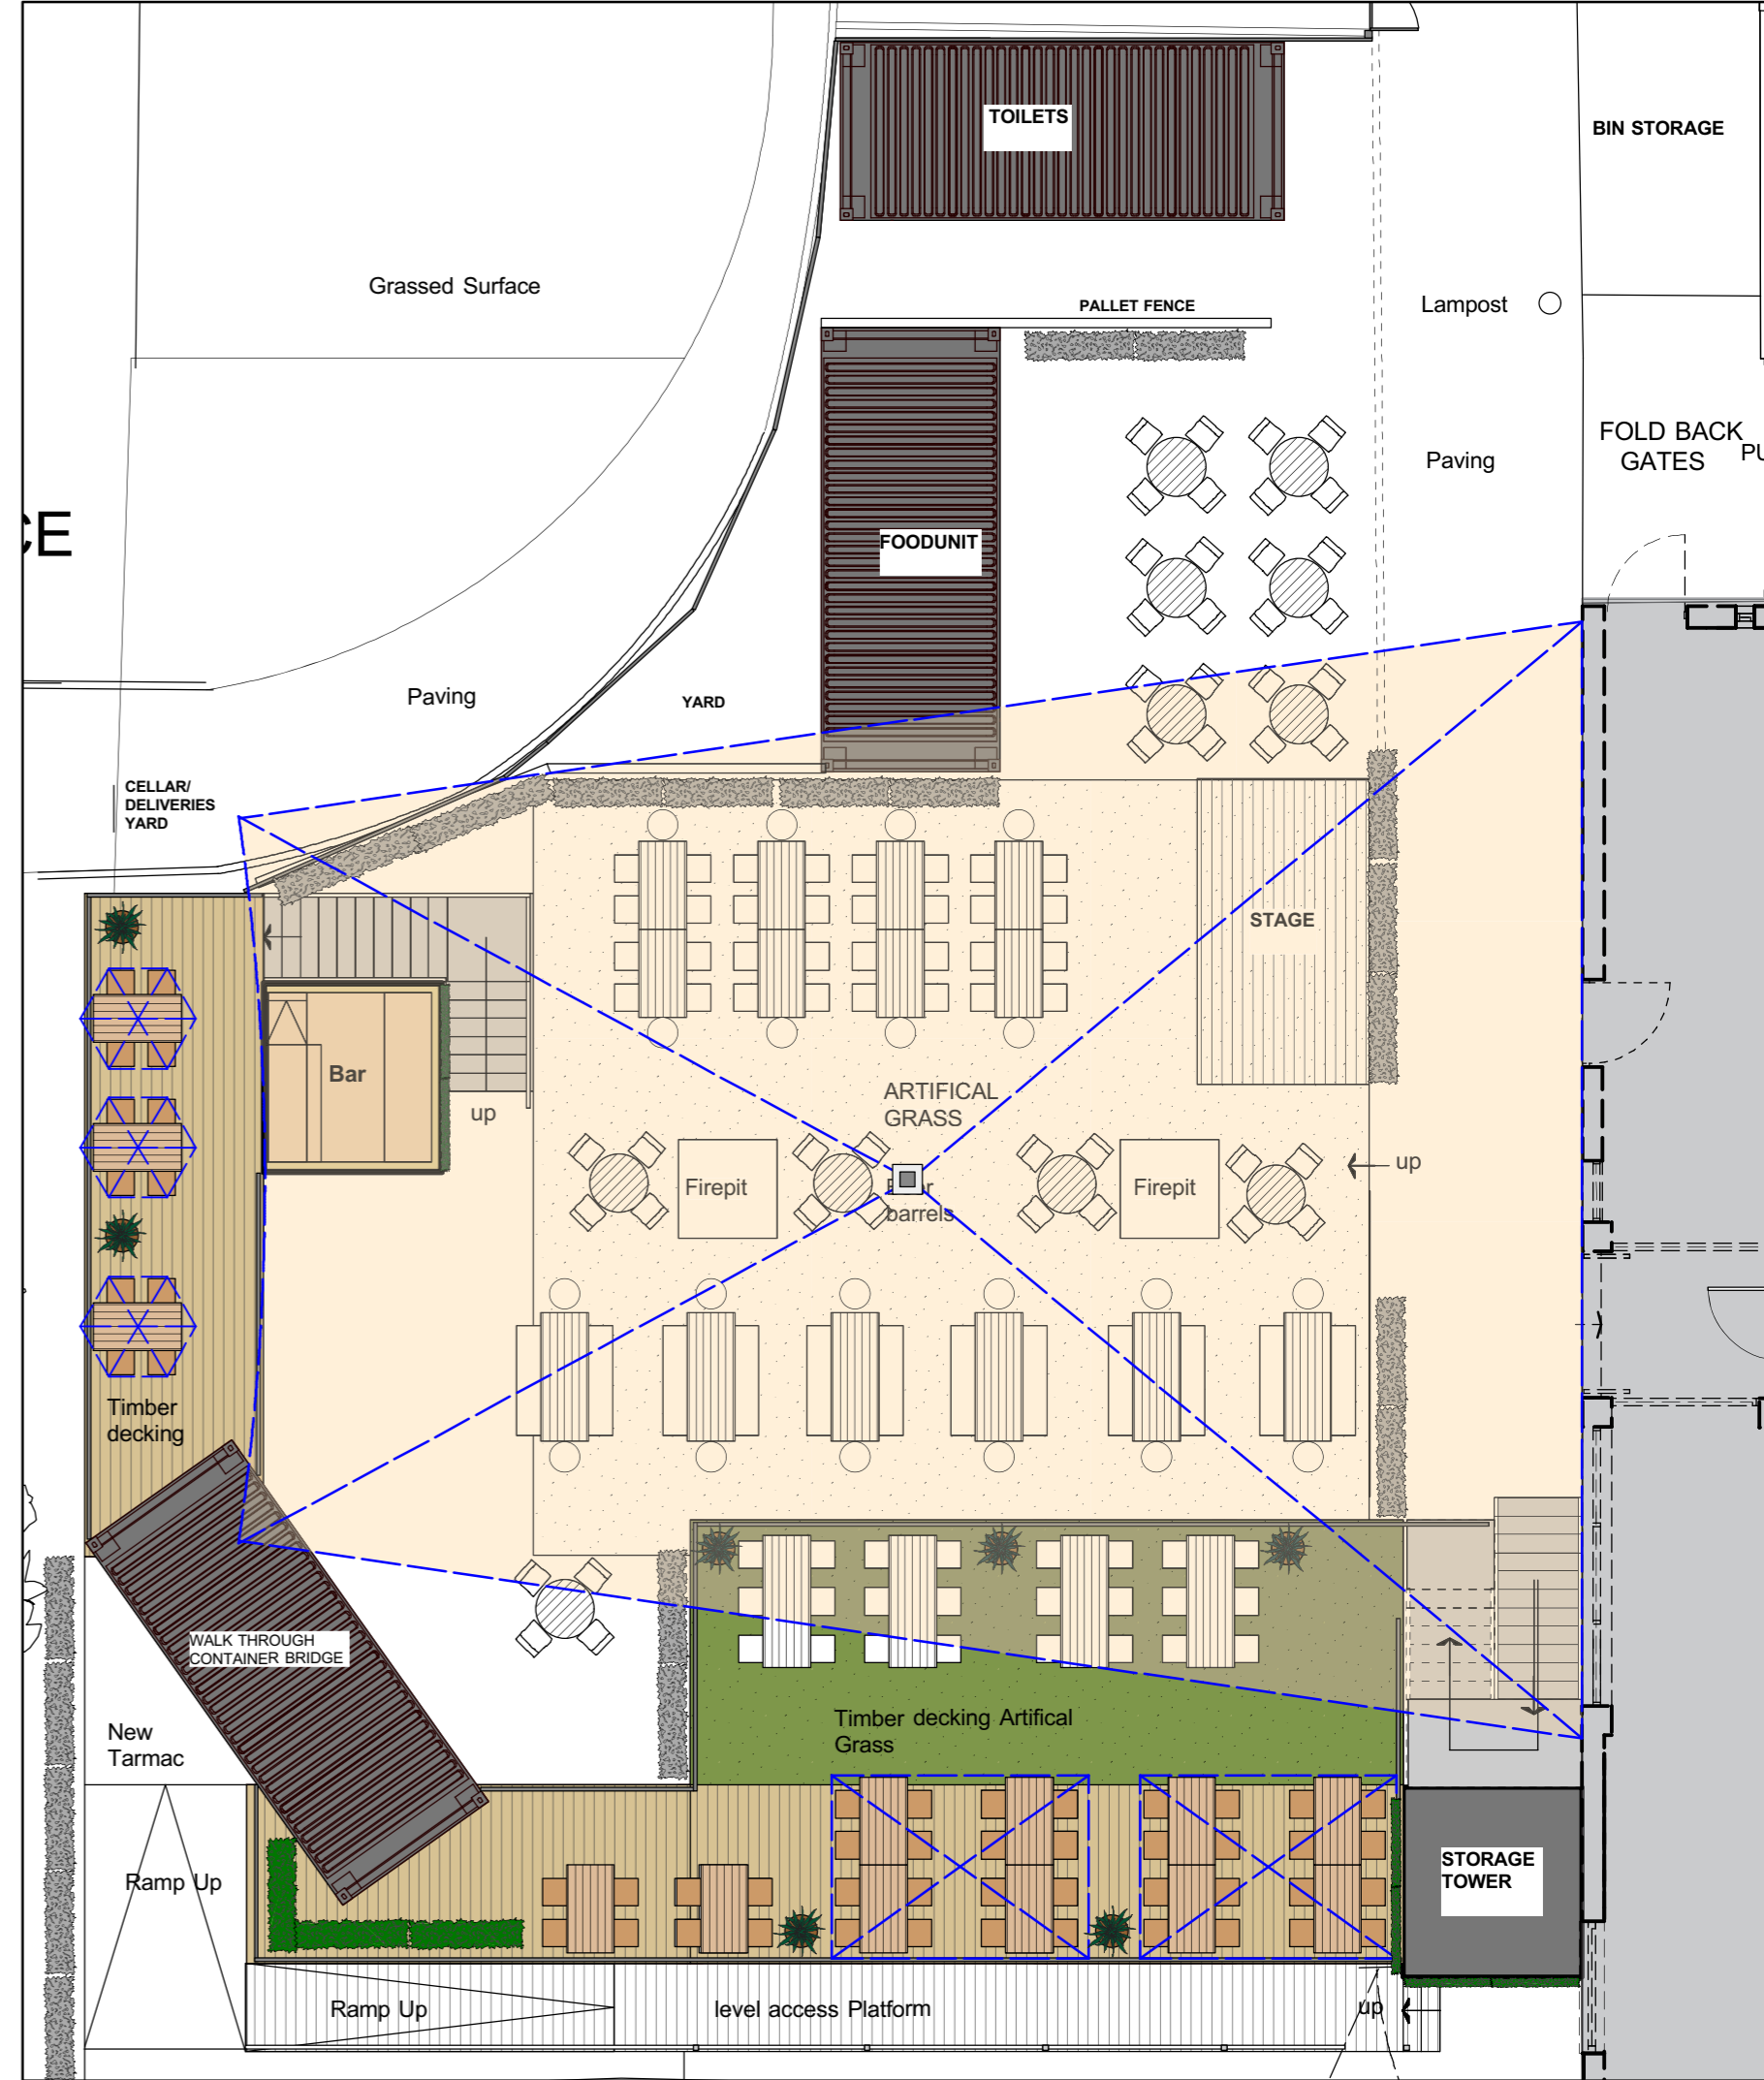 TOILETS
BIN STORAGE
Grassed Surface
PALLET FENCE
Lampost
FOLD BACK
GATES
PU
Paving
CE
FOODUNIT
Paving
YARD
CELLAR/
DELIVERIES
YARD
STAGE
Bar
up
ARTIFICAL
GRASS
up
Firepit
barrels
Firepit
Timber
decking
WALK THROUGH
CONTAINER BRIDGE
New
Tarmac
Timber decking Artifical
Grass
Ramp Up
STORAGE
TOWER
Ramp Up
level access Platform
up